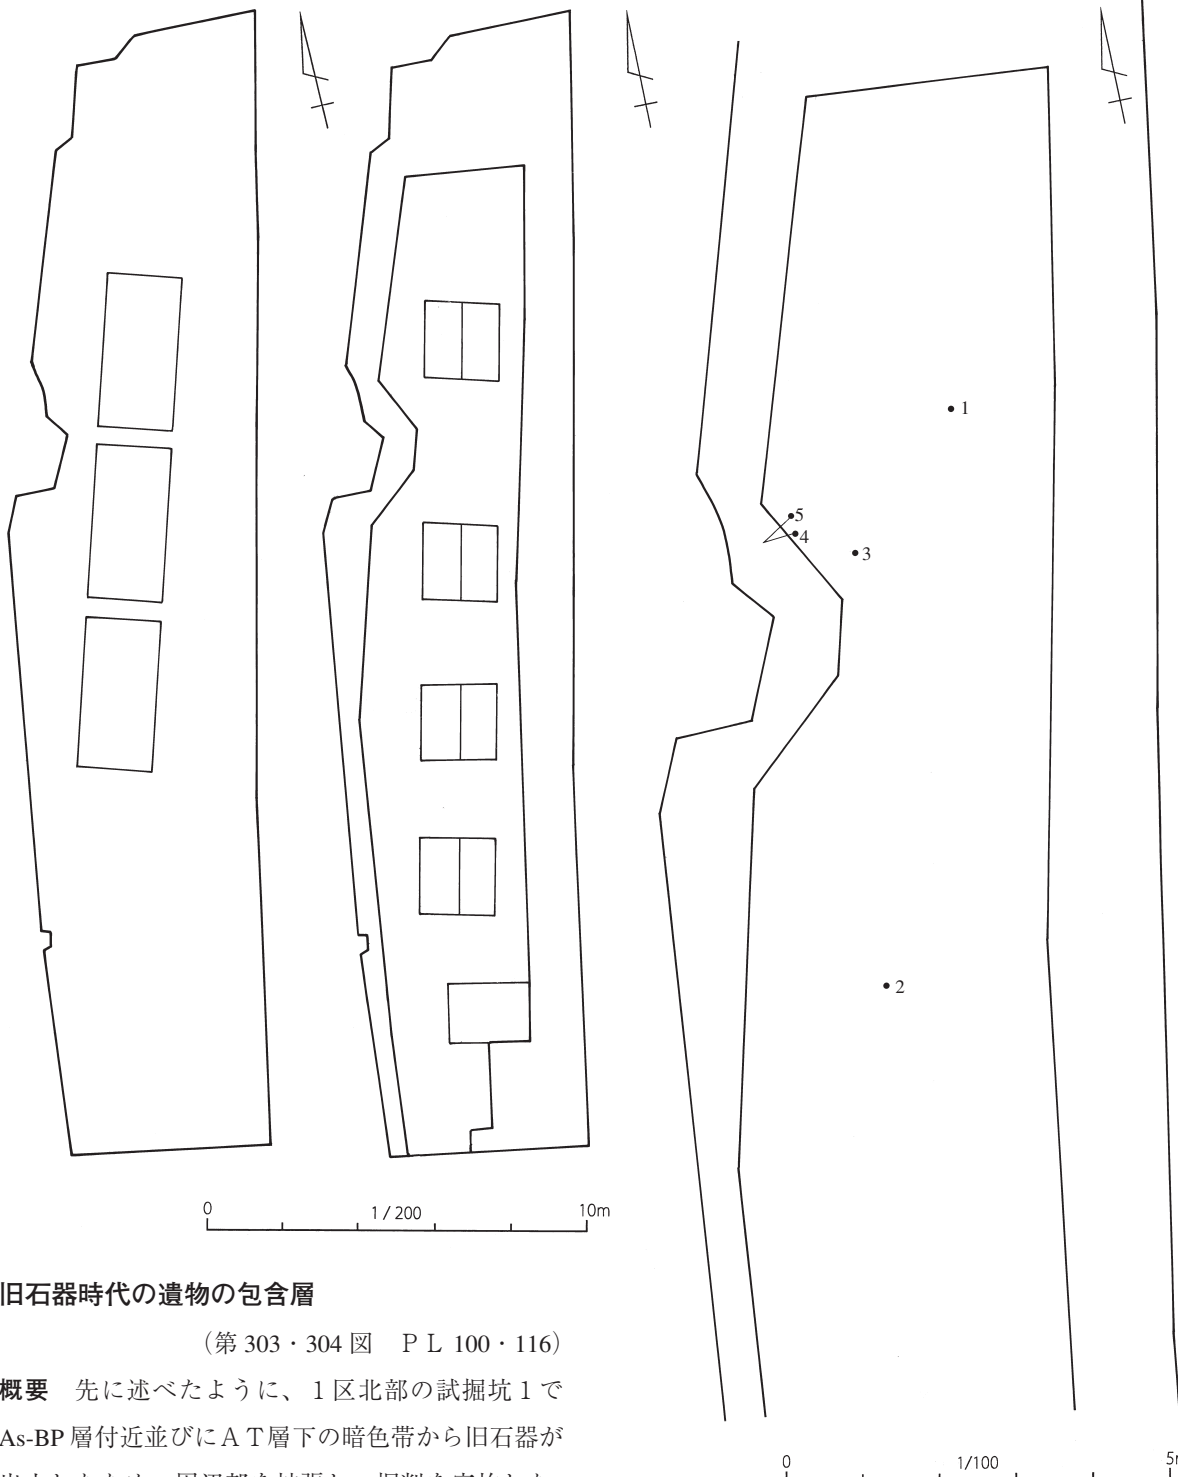 1
5
4
3
2
0 1/200 10m
旧石器時代の遺物の包含層
（第 303・304 図　ＰＬ 100・116）
概要　先に述べたように、１区北部の試掘坑１で
As-BP 層付近並びにＡＴ層下の暗色帯から旧石器が
0 1/100